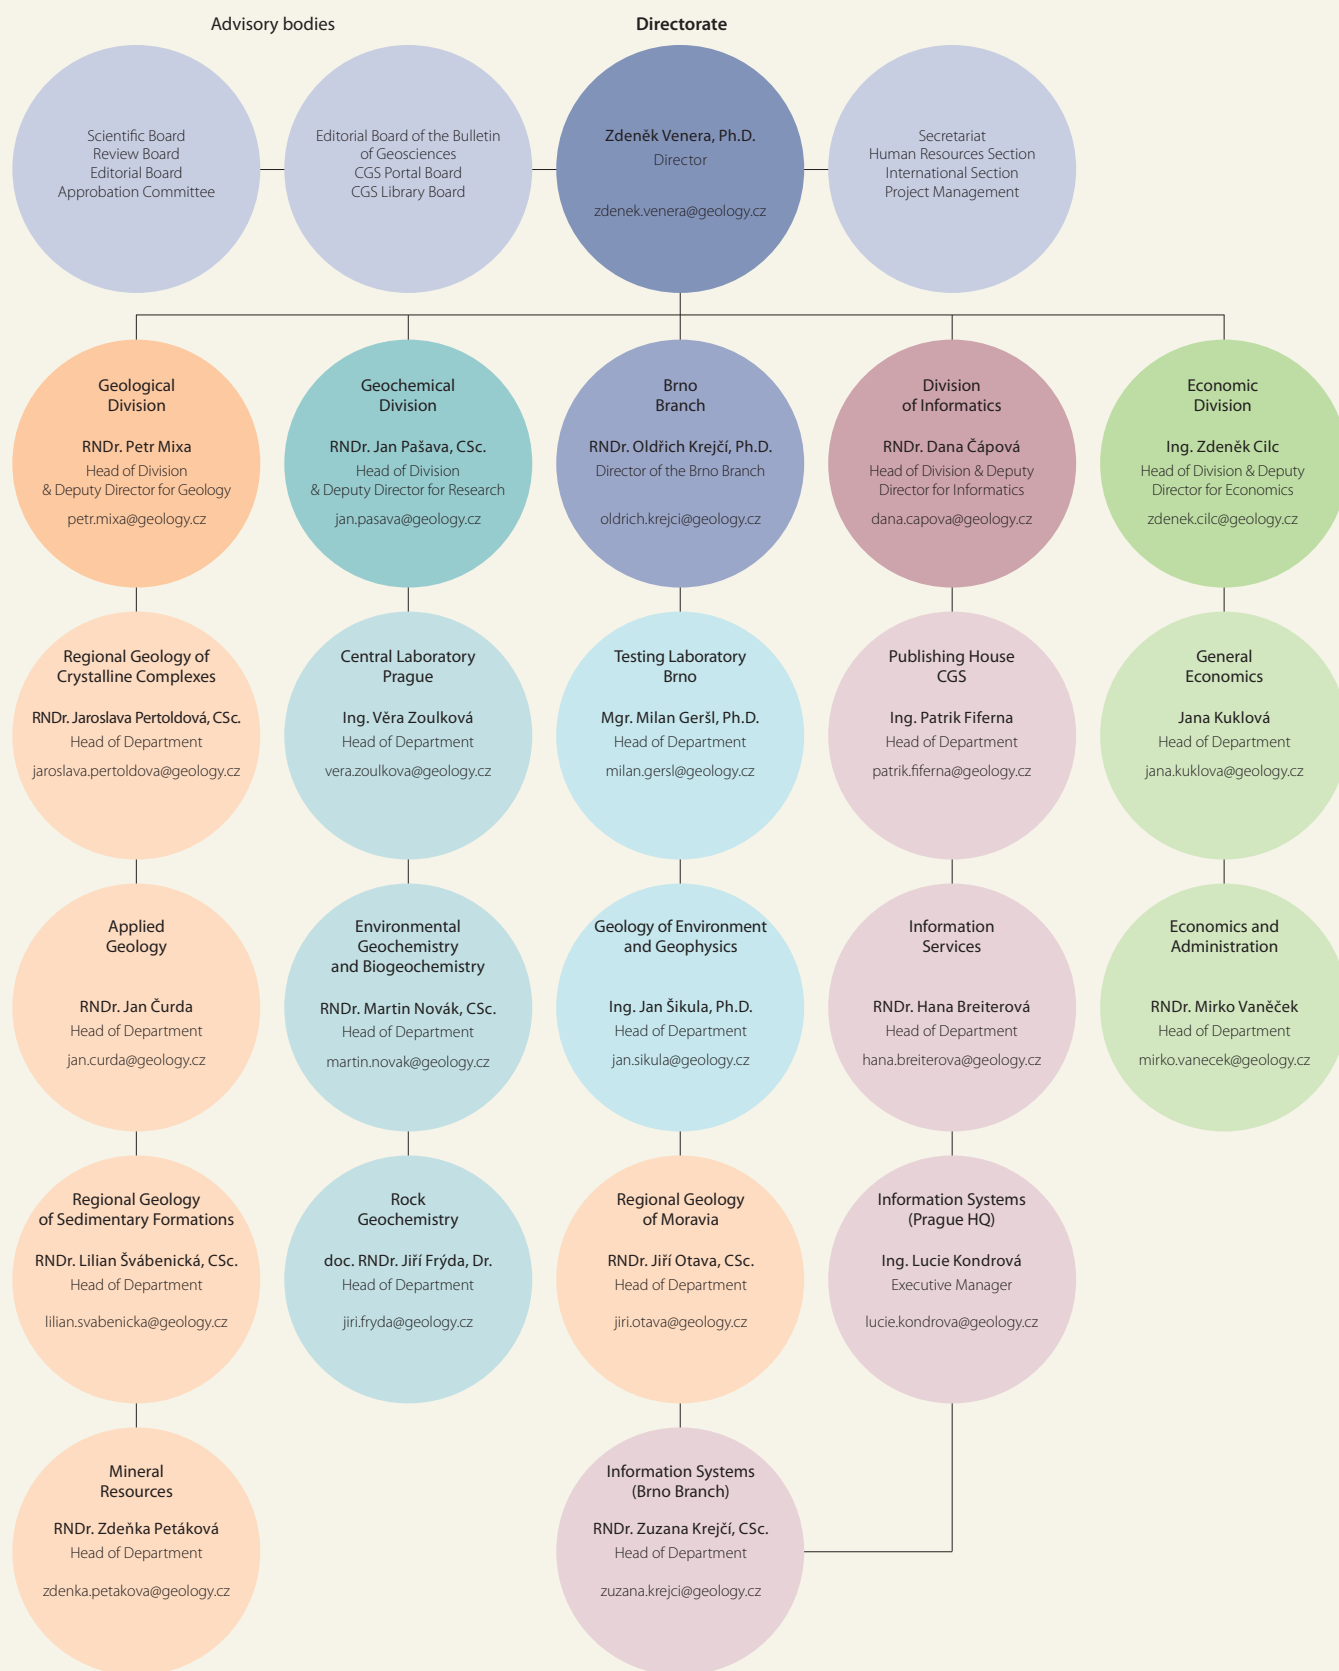 Advisory bodies
Directorate
Scientific Board
Review Board
Editorial Board
Approbation Committee
Editorial Board of the Bulletin
of Geosciences
CGS Portal Board
CGS Library Board
Zdeněk Venera, Ph.D.
Director
zdenek.venera@geology.cz
Secretariat
Human Resources Section
International Section
Project Management
Geological
Division
RNDr. Petr Mixa
Head of Division
& Deputy Director for Geology
petr.mixa@geology.cz
Geochemical
Division
RNDr. Jan Pašava, CSc.
Head of Division
& Deputy Director for Research
jan.pasava@geology.cz
Brno
Branch
RNDr. Oldřich Krejčí, Ph.D.
Director of the Brno Branch
oldrich.krejci@geology.cz
Division
of Informatics
RNDr. Dana Čápová
Head of Division & Deputy
Director for Informatics
dana.capova@geology.cz
Economic
Division
Ing. Zdeněk Cilc
Head of Division & Deputy
Director for Economics
zdenek.cilc@geology.cz
Regional Geology of
Crystalline Complexes
RNDr. Jaroslava Pertoldová, CSc.
Head of Department
jaroslava.pertoldova@geology.cz
Central Laboratory
Prague
Ing. Věra Zoulková
Head of Department
vera.zoulkova@geology.cz
Testing Laboratory
Brno
Mgr. Milan Geršl, Ph.D.
Head of Department
milan.gersl@geology.cz
Publishing House
CGS
Ing. Patrik Fiferna
Head of Department
patrik.fiferna@geology.cz
General
Economics
Jana Kuklová
Head of Department
jana.kuklova@geology.cz
Applied
Geology
RNDr. Jan Čurda
Head of Department
jan.curda@geology.cz
Environmental
Geochemistry
and Biogeochemistry
RNDr. Martin Novák, CSc.
Head of Department
martin.novak@geology.cz
Geology of Environment
and Geophysics
Ing. Jan Šikula, Ph.D.
Head of Department
jan.sikula@geology.cz
Information
Services
RNDr. Hana Breiterová
Head of Department
hana.breiterova@geology.cz
Economics and
Administration
RNDr. Mirko Vaněček
Head of Department
mirko.vanecek@geology.cz
Regional Geology
of Sedimentary Formations
RNDr. Lilian Švábenická, CSc.
Head of Department
lilian.svabenicka@geology.cz
Rock
Geochemistry
doc. RNDr. Jiří Frýda, Dr.
Head of Department
jiri.fryda@geology.cz
Regional Geology
of Moravia
RNDr. Jiří Otava, CSc.
Head of Department
jiri.otava@geology.cz
Information Systems
(Prague HQ)
Ing. Lucie Kondrová
Executive Manager
lucie.kondrova@geology.cz
Mineral
Resources
RNDr. Zdeňka Petáková
Head of Department
zdenka.petakova@geology.cz
Information Systems
(Brno Branch)
RNDr. Zuzana Krejčí, CSc.
Head of Department
zuzana.krejci@geology.cz